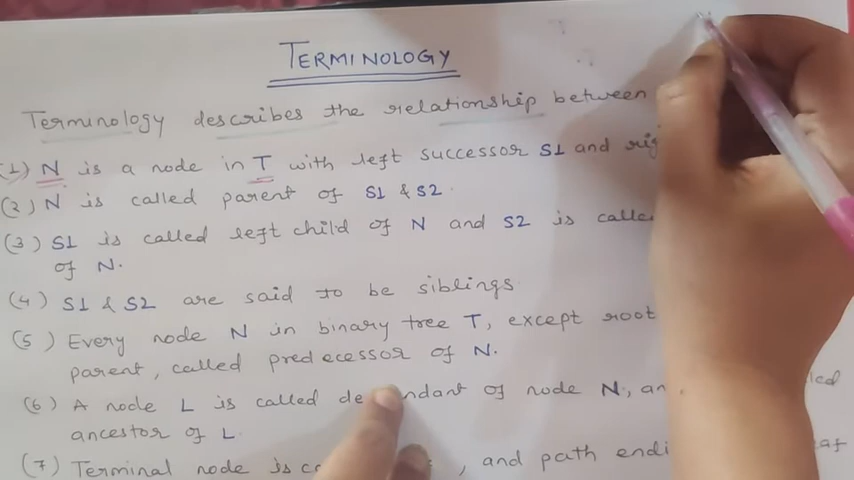 TERMINOLOGY
Terminology describes the relationship between
(1) N is a node in T with left successor S1 and
(2) N is called parent of S1 & S2.
(3) S1 is called left child of N and S2 is
of N.
(4) S1 & S2 are said to be siblings
(5) Every node N in binary tree T, except root
parent, called predecessor of N.
(6) A node L is called of node N,
ancestor of L
(7) Terminal node is , and path